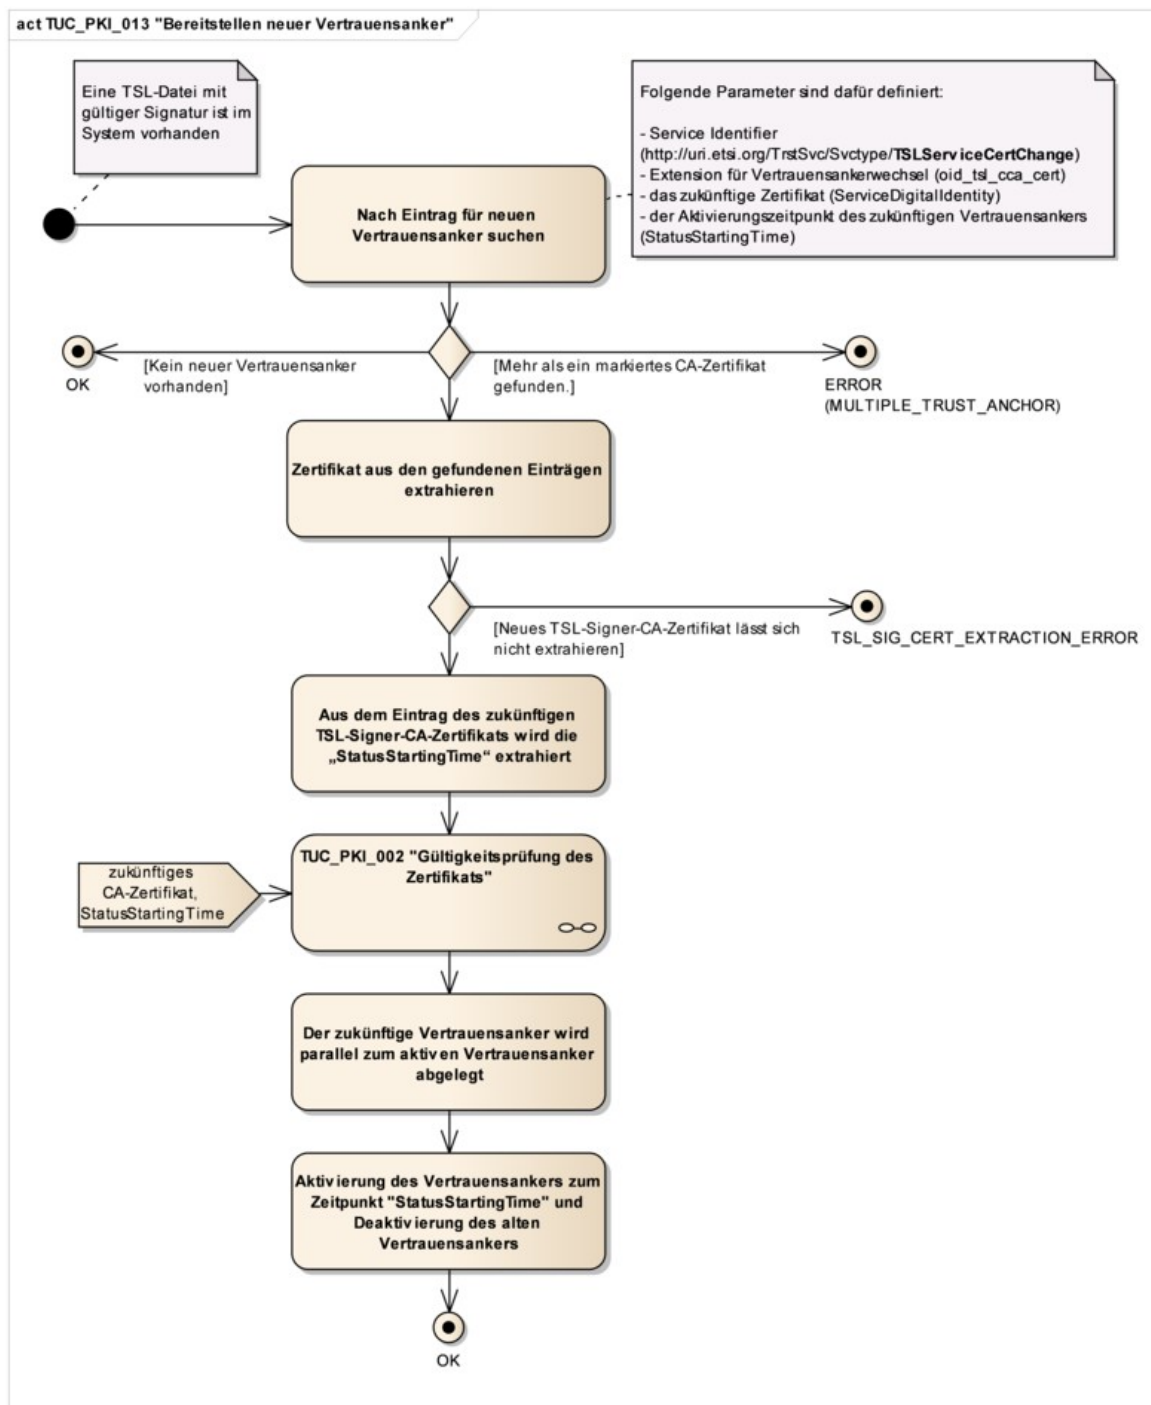 act TUC_PKI_013 "Bereitstellen neuer Vertrauensanker"
Eine TSL-Datei mit
gültiger Signatur ist im
System vorhanden
Folgende Parameter sind dafür definiert:
- Service Identifier
(http://uri.etsi.org/TrstSvc/Svctype/TSLServiceCertChange)
- Extension für Vertrauensankerwechsel (oid_tsl_cca_cert)
- das zukünftige Zertifikat (ServiceDigitalIdentity)
- der Aktivierungszeitpunkt des zukünftigen Vertrauensankers
(StatusStartingTime)
Nach Eintrag für neuen
Vertrauensanker suchen
[Kein neuer Vertrauensanker
vorhanden]
OK
[Mehr als ein markiertes CA-Zertifikat
gefunden.]
ERROR
(MULTIPLE_TRUST_ANCHOR)
Zertifikat aus den gefundenen Einträgen
extrahieren
[Neues TSL-Signer-CA-Zertifikat lässt sich
nicht extrahieren]
TSL_SIG_CERT_EXTRACTION_ERROR
Aus dem Eintrag des zukünftigen
TSL-Signer-CA-Zertifikats wird die
„StatusStartingTime“ extrahiert
zukünftiges
CA-Zertifikat,
StatusStartingTime
TUC_PKI_002 "Gültigkeitsprüfung des
Zertifikats"
Der zukünftige Vertrauensanker wird
parallel zum aktiven Vertrauensanker
abgelegt
Aktivierung des Vertrauensankers zum
Zeitpunkt "StatusStartingTime" und
Deaktivierung des alten
Vertrauensankers
OK